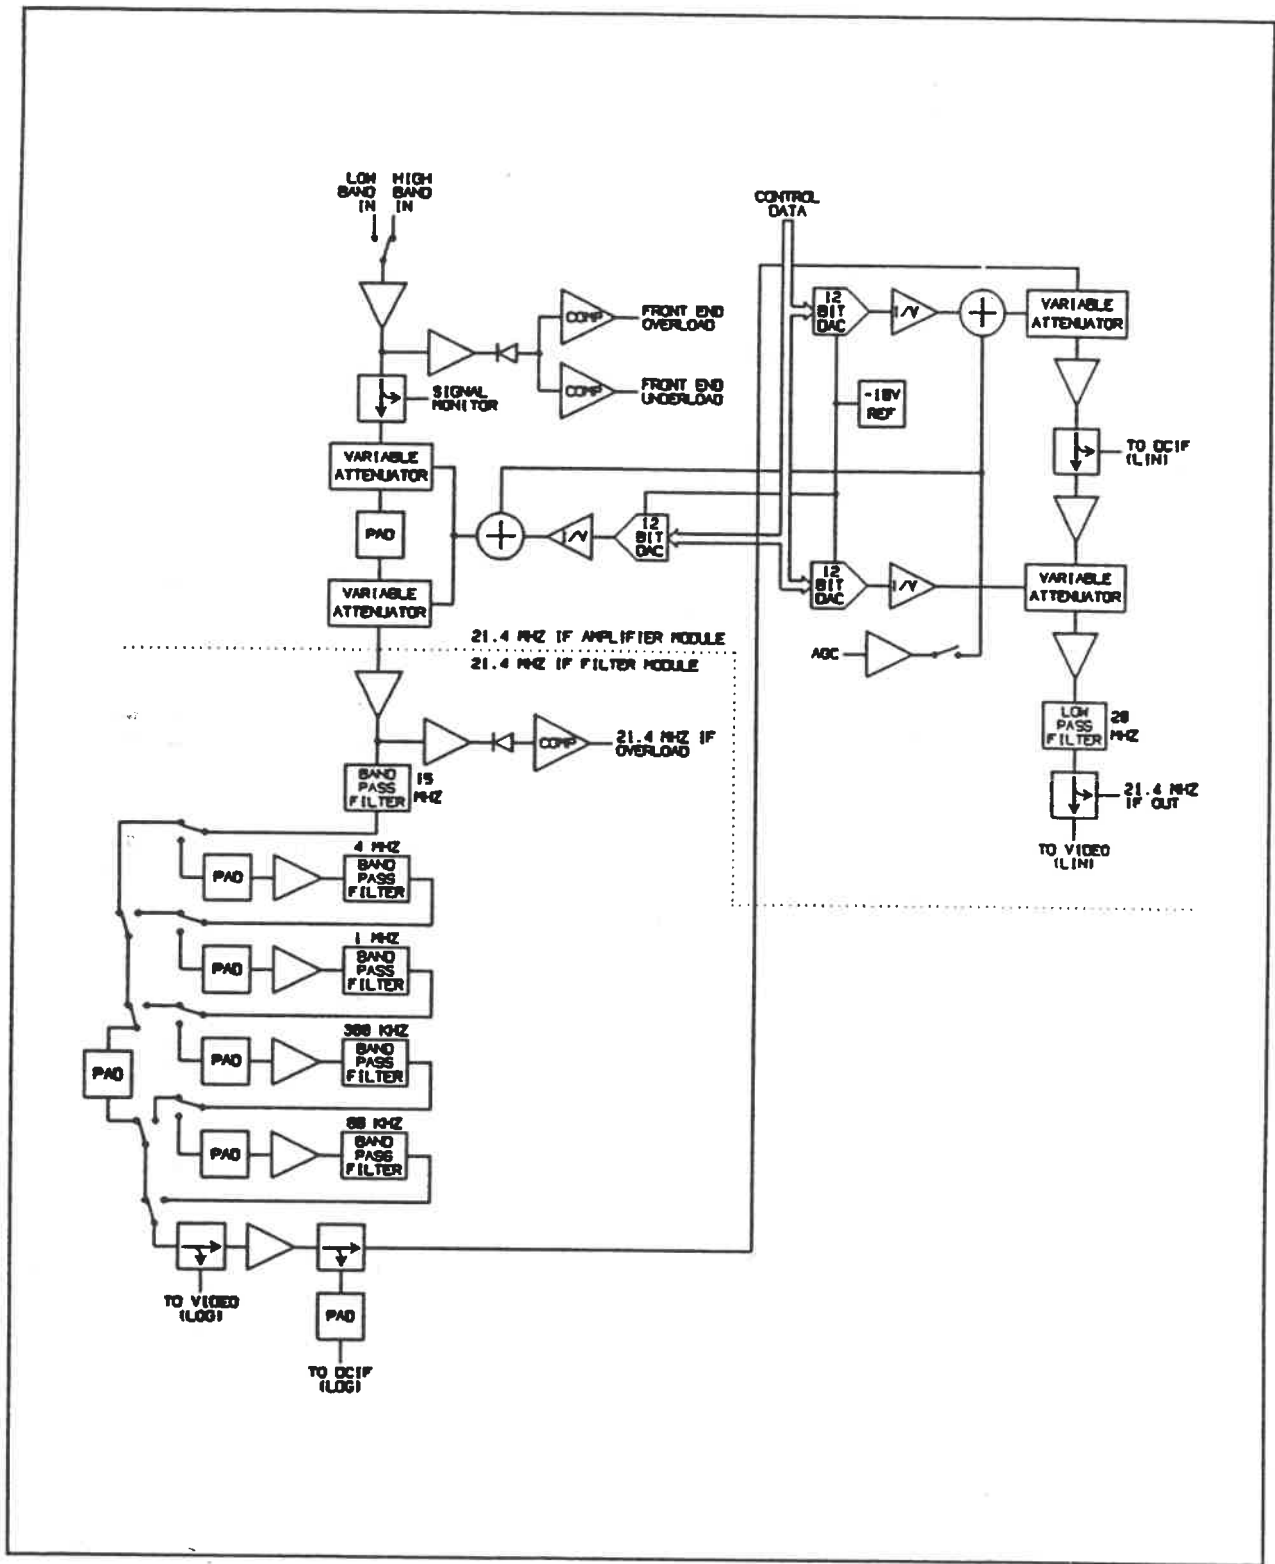 LOW
BAND
IN
HIGH
BAND
IN
CONTROL
DATA
COMP
FRONT END
OVERLOAD
COMP
FRONT END
UNDERLOAD
SIGNAL
MONITOR
12
BIT
DAC
I/V
+
VARIABLE
ATTENUATOR
-10V
REF
VARIABLE
ATTENUATOR
TO DCIF
(LIN)
PAD
+
I/V
12
BIT
DAC
12
BIT
DAC
I/V
VARIABLE
ATTENUATOR
VARIABLE
ATTENUATOR
21.4 MHZ IF AMPLIFIER MODULE
21.4 MHZ IF FILTER MODULE
AGC
LOW
PASS
FILTER
20
MHZ
COMP
21.4 MHZ IF
OVERLOAD
BAND
PASS
FILTER
15
MHZ
21.4 MHZ
IF OUT
TO VIDEO
(LIN)
4 MHZ
PAD
BAND
PASS
FILTER
1 MHZ
PAD
BAND
PASS
FILTER
300 KHZ
PAD
BAND
PASS
FILTER
PAD
KHZ
PAD
BAND
PASS
FILTER
TO VIDEO
(LOG)
PAD
TO DCIF
(LOG)